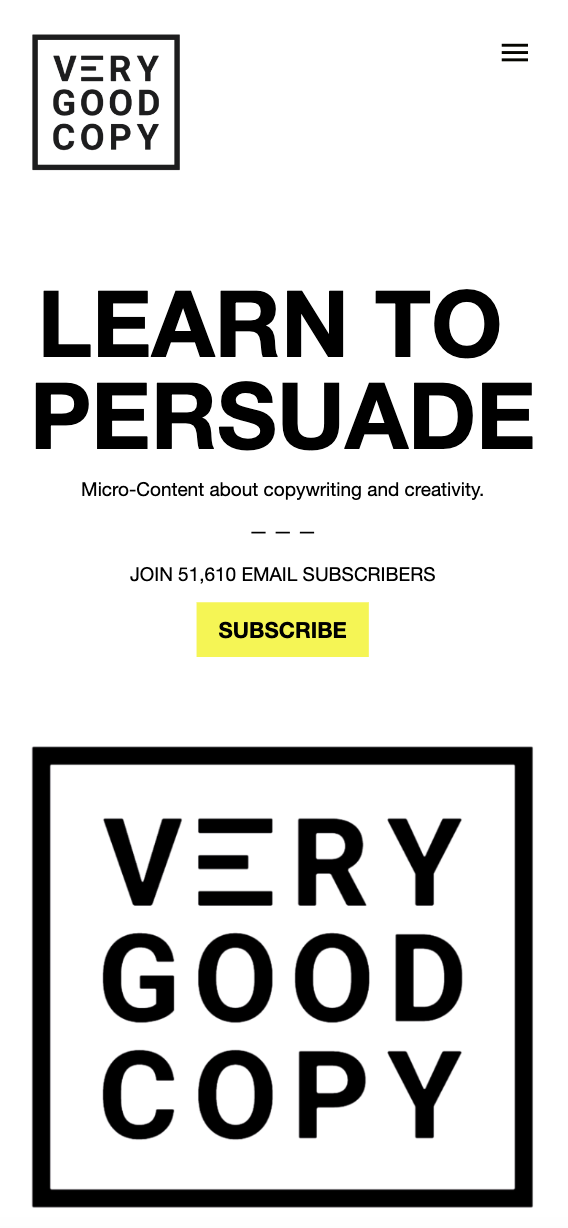 VERY
GOOD
COPY
LEARN TO
PERSUADE
Micro-Content about copywriting and creativity.
— — —
JOIN 51,610 EMAIL SUBSCRIBERS
SUBSCRIBE
VERY
GOOD
COPY